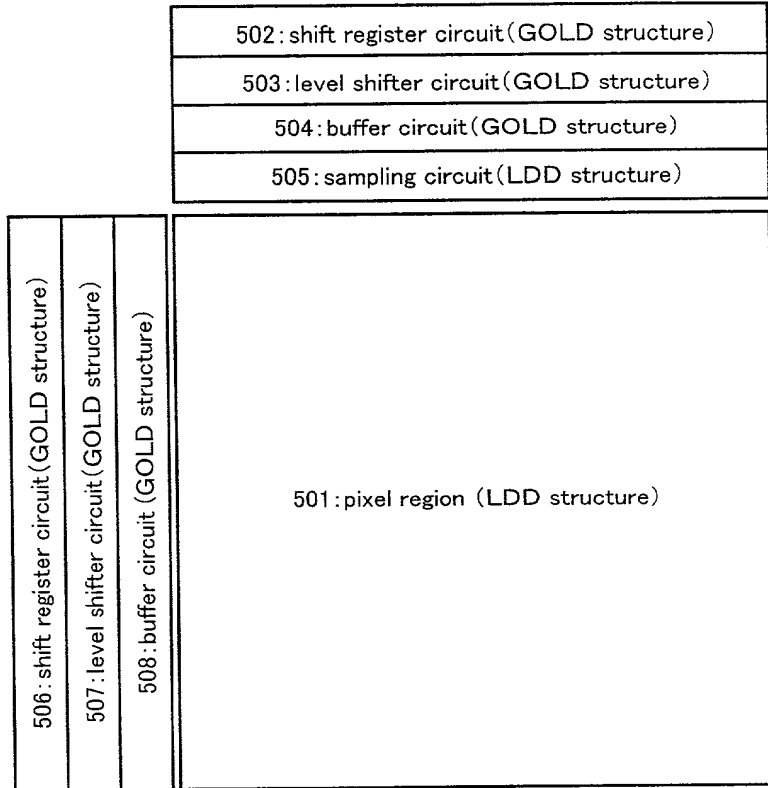 502:shift register circuit(GOLD structure)
503:level shifter circuit(GOLD structure)
504:buffer circuit(GOLD structure)
505:sampling circuit(LDD structure)
506:shift register circuit(GOLD structure)
507:level shifter circuit(GOLD structure)
508:buffer circuit (GOLD structure)
501:pixel region (LDD structure)